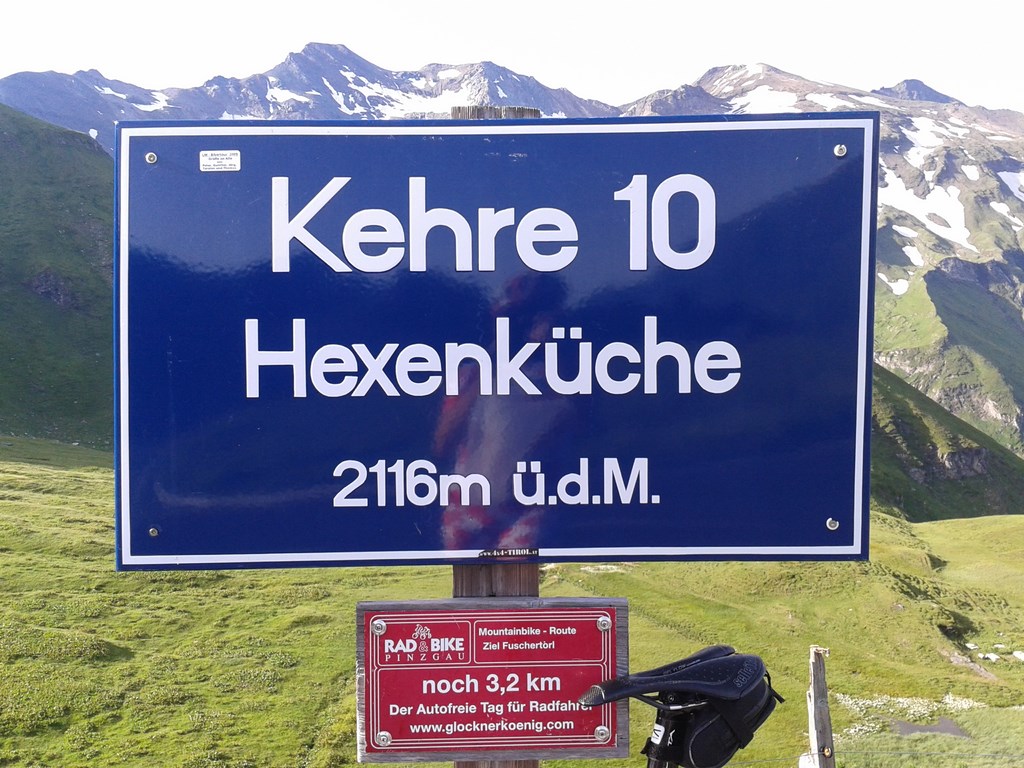 Kehre 10
Hexenküche
2116m ü.d.M.
RAD & BIKE
PINZGAU
Mountainbike - Route
Ziel Fuschertörl
noch 3,2 km
Der Autofreie Tag für Radfahrer
www.glocknerkoenig.com